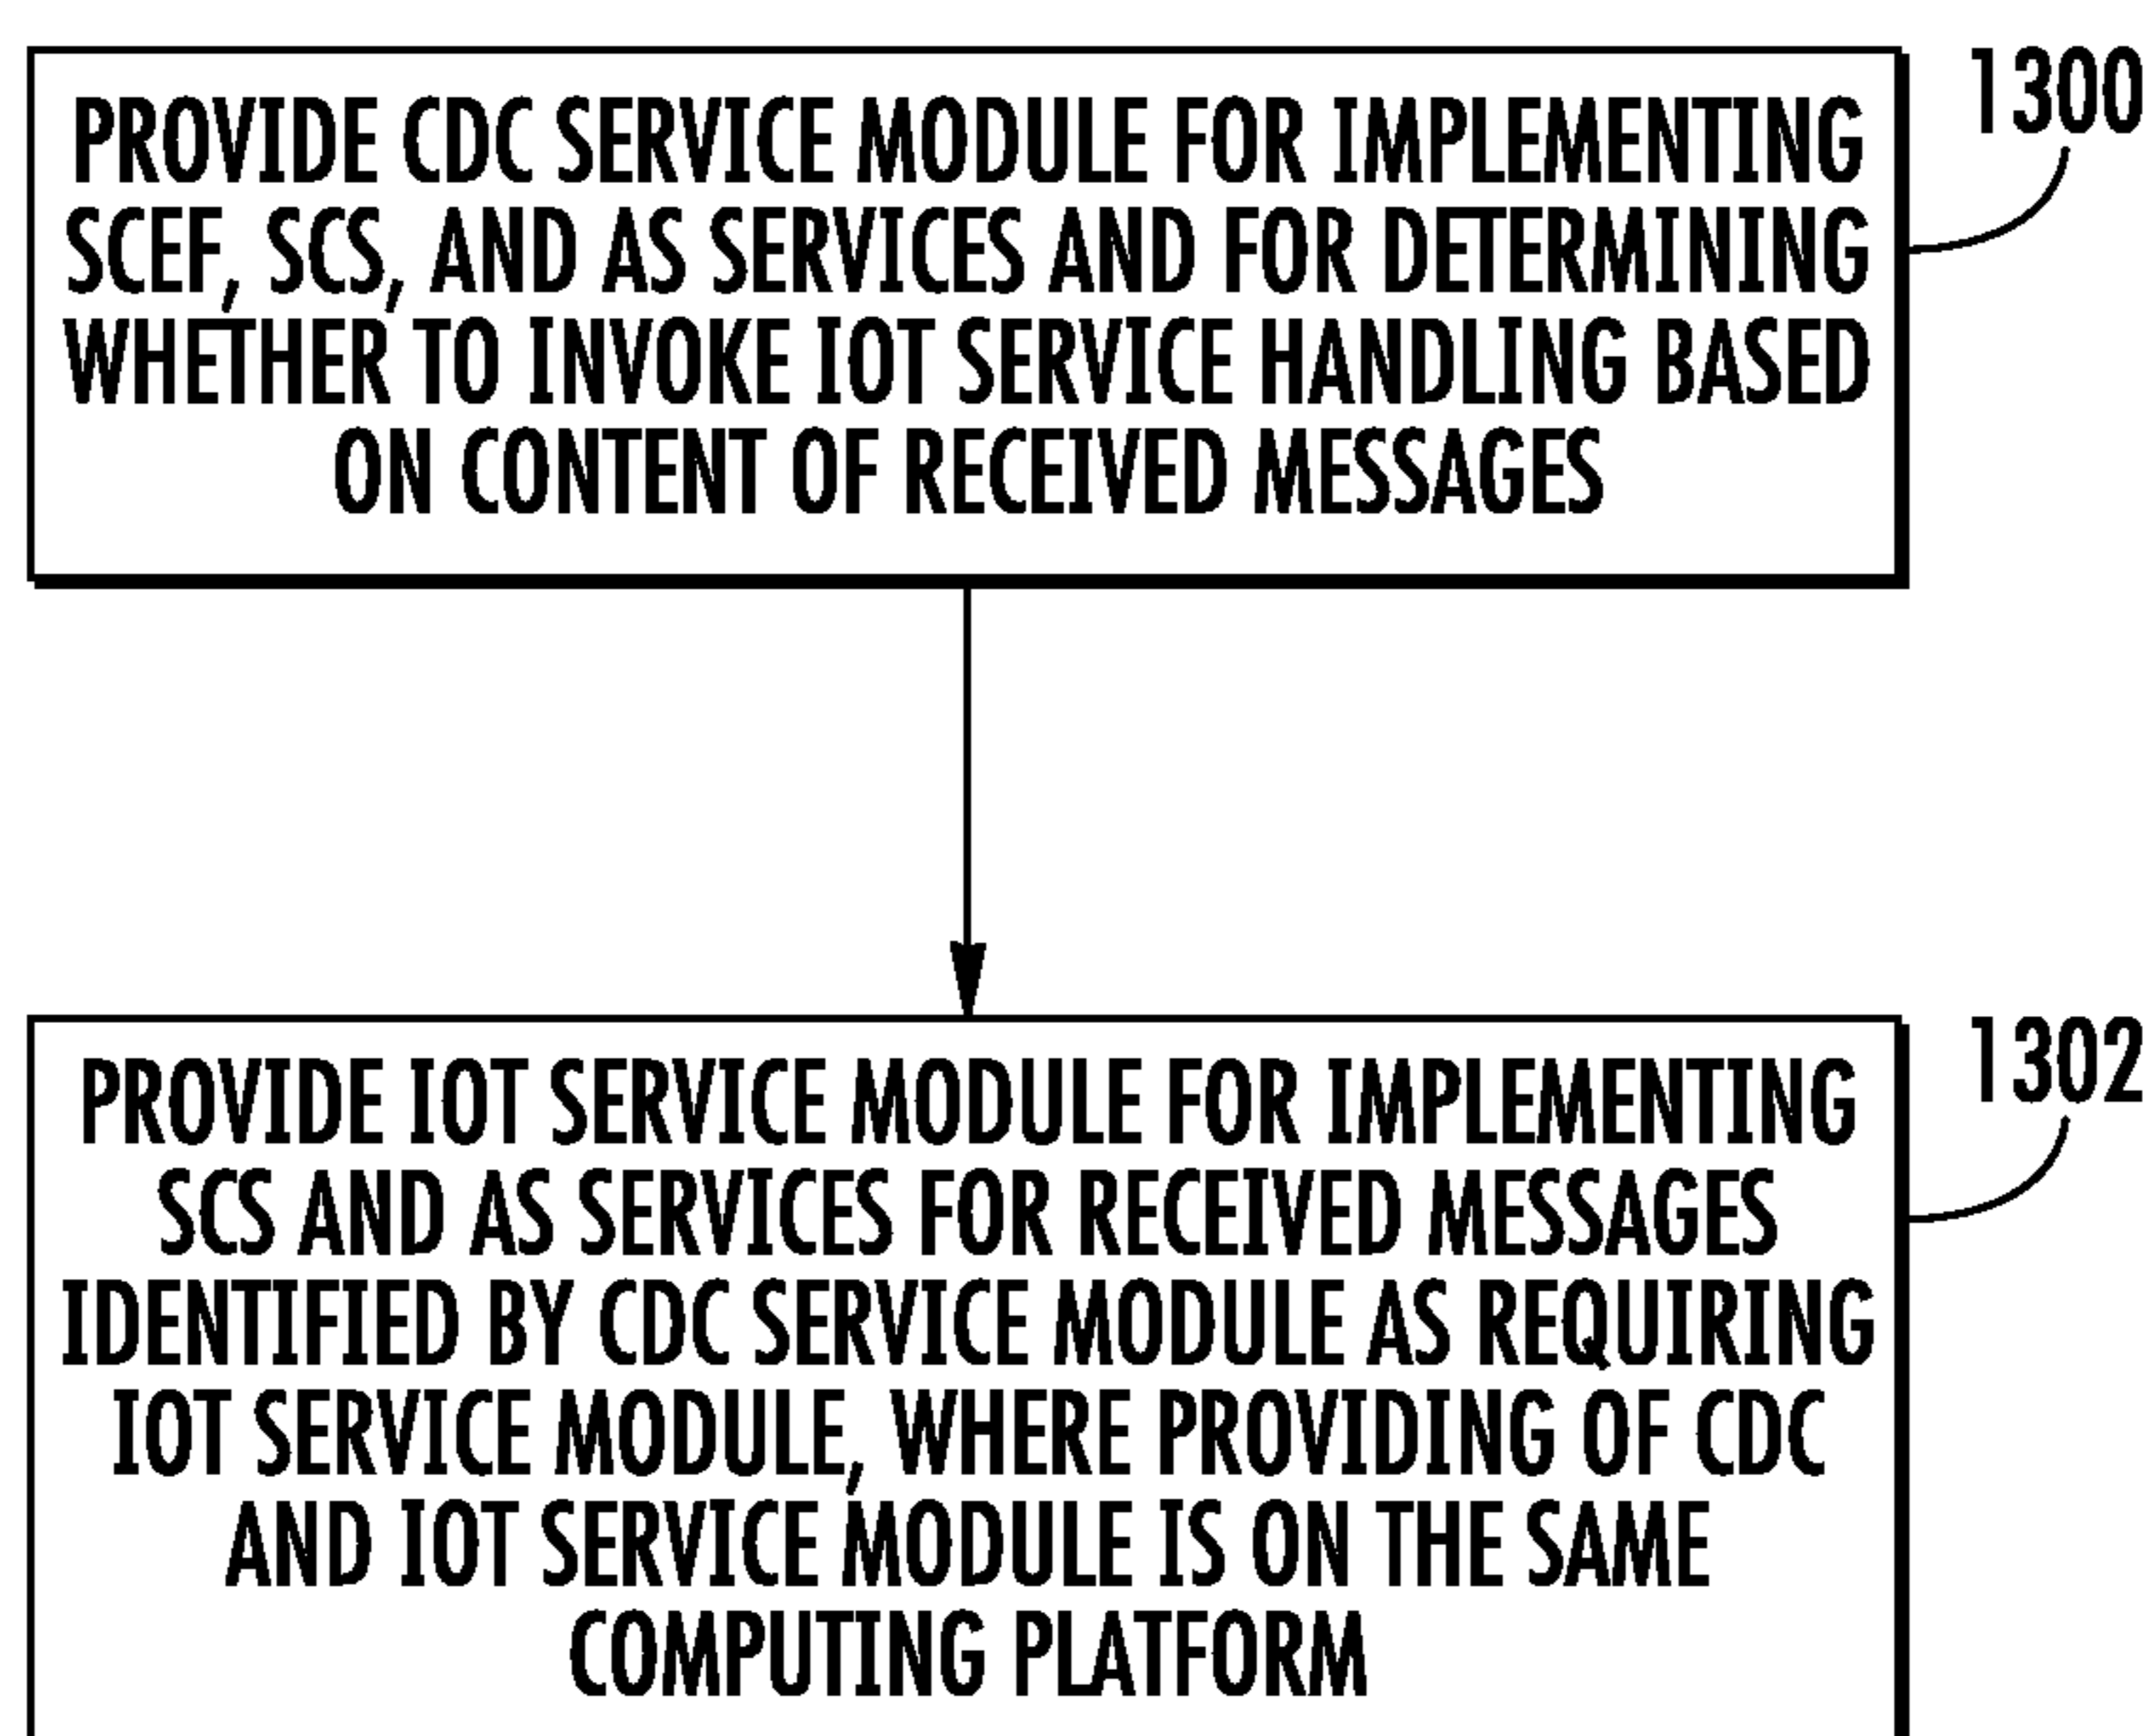 1300
PROVIDE CDC SERVICE MODULE FOR IMPLEMENTING
SCEF, SCS, AND AS SERVICES AND FOR DETERMINING
WHETHER TO INVOKE IOT SERVICE HANDLING BASED
ON CONTENT OF RECEIVED MESSAGES
1302
PROVIDE IOT SERVICE MODULE FOR IMPLEMENTING
SCS AND AS SERVICES FOR RECEIVED MESSAGES
IDENTIFIED BY CDC SERVICE MODULE AS REQUIRING
IOT SERVICE MODULE, WHERE PROVIDING OF CDC
AND IOT SERVICE MODULE IS ON THE SAME
COMPUTING PLATFORM